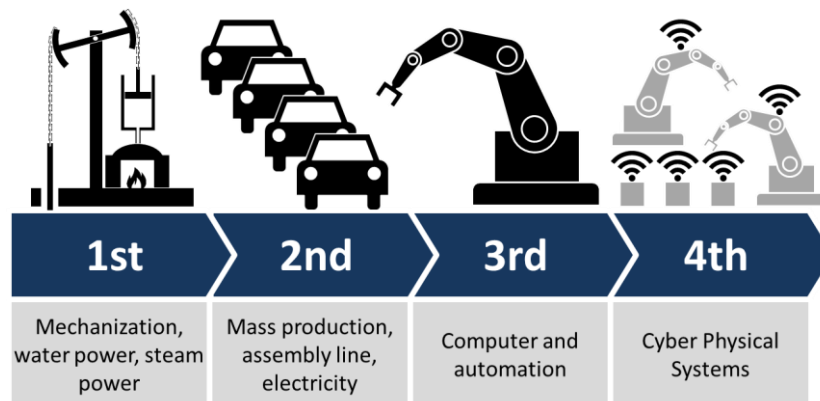 1st
2nd
3rd
4th
Mechanization,
water power, steam
power
Mass production,
assembly line,
electricity
Computer and
automation
Cyber Physical
Systems